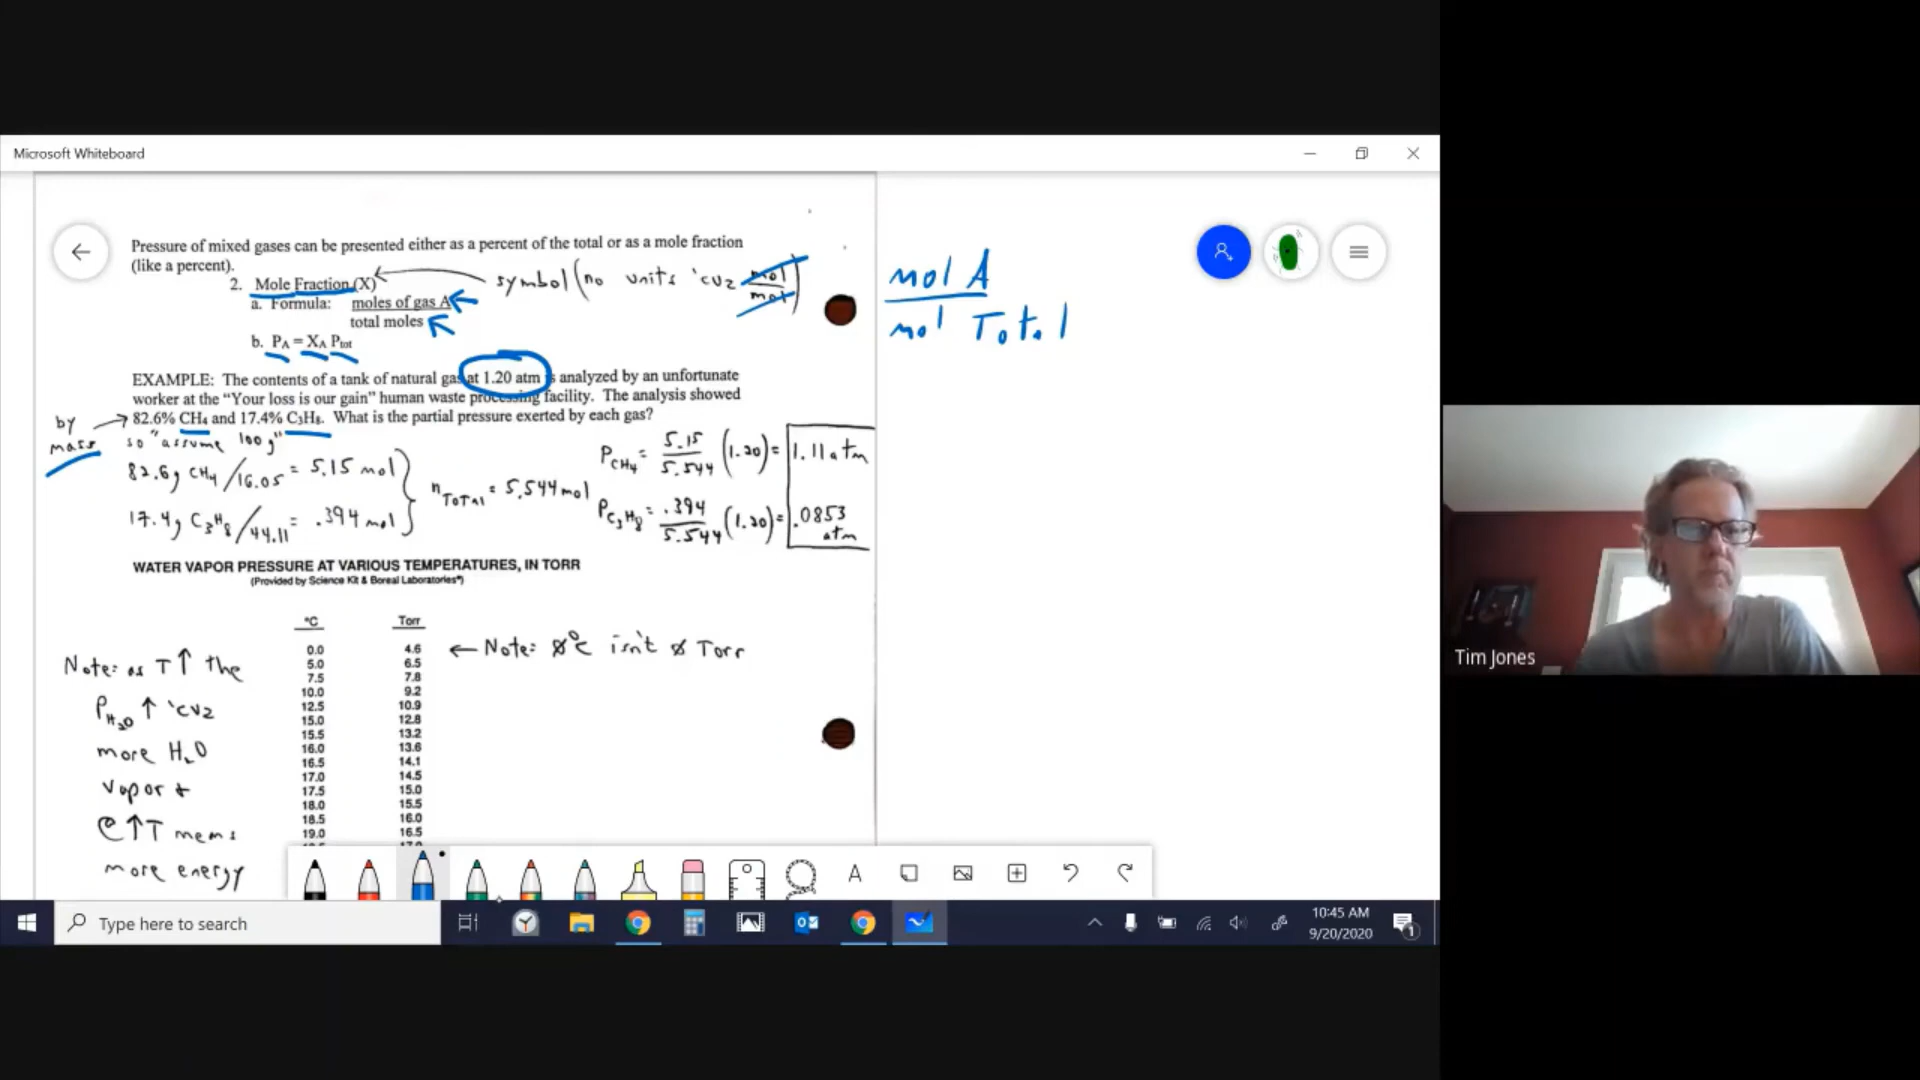 Microsoft Whiteboard
Pressure of mixed gases can be presented either as a percent of the total or as a mole fraction
(like a percent).
2. Mole Fraction (X)
symbol (no units 'cuz mol/mol)
a. Formula: moles of gas A
total moles
b. PA = XA Ptot
mol A
mol Total
EXAMPLE: The contents of a tank of natural gas at 1.20 atm is analyzed by an unfortunate
worker at the “Your loss is our gain” human waste processing facility. The analysis showed
82.6% CH4 and 17.4% C3H8. What is the partial pressure exerted by each gas?
by
mass
so "assume 100g"
82.6g CH4/16.05 = 5.15 mol
17.4g C3H8/44.11 = .394 mol
nTOTAl = 5.544 mol
PCH4 = 5.15/5.544 (1.20) = 1.11 atm
PC3H8 = .394/5.544 (1.20) = .0853
atm
WATER VAPOR PRESSURE AT VARIOUS TEMPERATURES, IN TORR
(Provided by Science Kit & Boreal Laboratories®)
°C Torr
0.0 4.6
5.0 6.5
7.5 7.8
10.0 9.2
12.5 10.9
15.0 12.8
15.5 13.2
16.0 13.6
16.5 14.1
17.0 14.5
17.5 15.0
18.0 15.5
18.5 16.0
19.0 16.5
← Note: 0°C isn't 0 Torr
Note: as T↑ the
PH2O ↑ 'cuz
more H2O
vapor +
@↑T means
more energy
Tim Jones
A
Type here to search
10:45 AM
9/20/2020
1